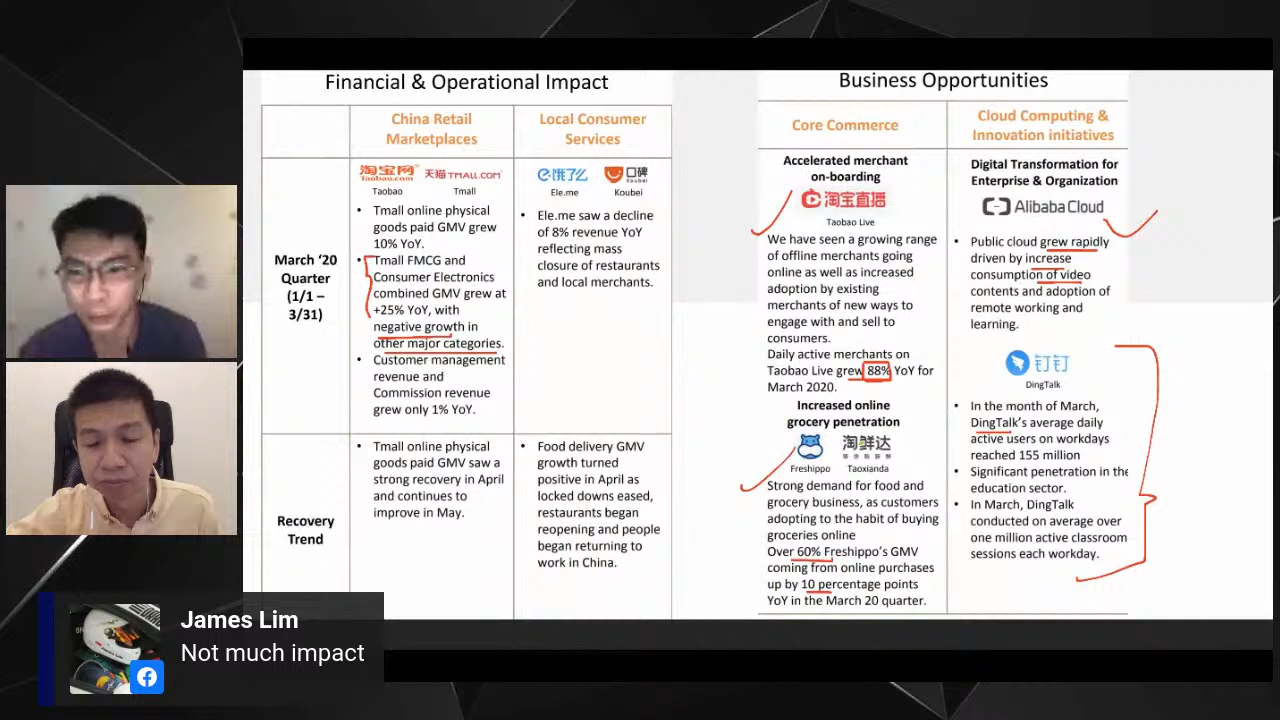 Financial & Operational Impact
China Retail
Marketplaces
Local Consumer
Services
March '20
Quarter
(1/1 –
3/31)
淘宝网
Taobao.com
Taobao
天猫 TMALL.COM
Tmall
• Tmall online physical
goods paid GMV grew
10% YoY.
• Tmall FMCG and
Consumer Electronics
combined GMV grew at
+25% YoY, with
negative growth in
other major categories.
• Customer management
revenue and
Commission revenue
grew only 1% YoY.
饿了么
Ele.me
口碑
Koubei
Koubei
• Ele.me saw a decline
of 8% revenue YoY
reflecting mass
closure of restaurants
and local merchants.
Recovery
Trend
• Tmall online physical
goods paid GMV saw a
strong recovery in April
and continues to
improve in May.
• Food delivery GMV
growth turned
positive in April as
locked downs eased,
restaurants began
reopening and people
began returning to
work in China.
Business Opportunities
Core Commerce
Cloud Computing &
Innovation initiatives
Accelerated merchant
on-boarding
淘宝直播
Taobao Live
We have seen a growing range
of offline merchants going
online as well as increased
adoption by existing
merchants of new ways to
engage with and sell to
consumers.
Daily active merchants on
Taobao Live grew 88% YoY for
March 2020.
Increased online
grocery penetration
Freshippo
淘鲜达
Taoxianda
Strong demand for food and
grocery business, as customers
adopting to the habit of buying
groceries online
Over 60% Freshippo's GMV
coming from online purchases
up by 10 percentage points
YoY in the March 20 quarter.
Digital Transformation for
Enterprise & Organization
Alibaba Cloud
• Public cloud grew rapidly
driven by increase
consumption of video
contents and adoption of
remote working and
learning.
钉钉
DingTalk
• In the month of March,
DingTalk's average daily
active users on workdays
reached 155 million
• Significant penetration in the
education sector.
• In March, DingTalk
conducted on average over
one million active classroom
sessions each workday.
James Lim
Not much impact